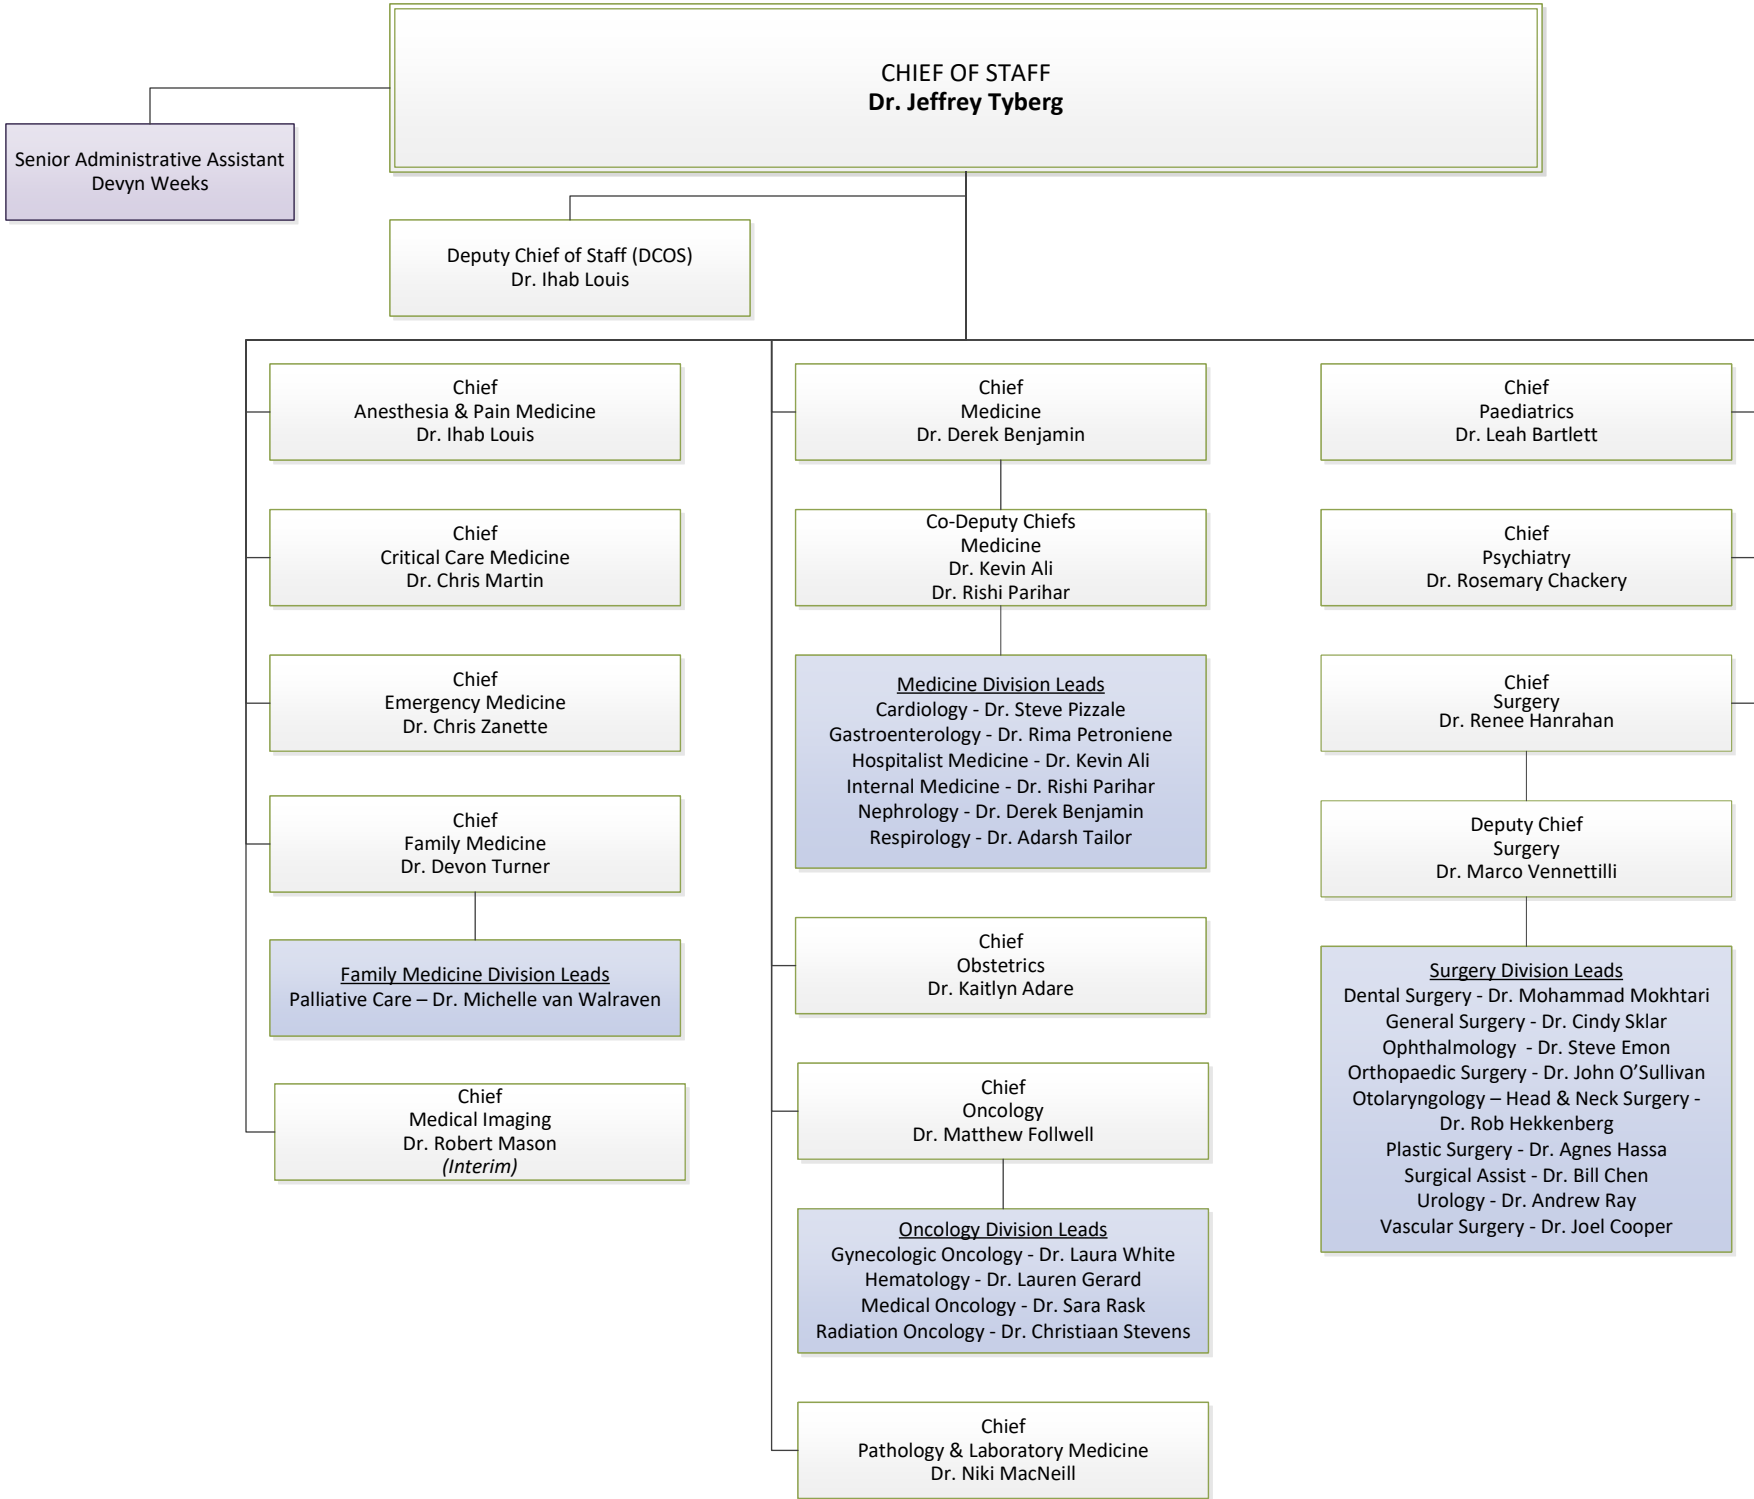 CHIEF OF STAFF
Dr. Jeffrey Tyberg
Senior Administrative Assistant
Devyn Weeks
Deputy Chief of Staff (DCOS)
Dr. Ihab Louis
Chief
Anesthesia & Pain Medicine
Dr. Ihab Louis
Chief
Critical Care Medicine
Dr. Chris Martin
Chief
Emergency Medicine
Dr. Chris Zanette
Chief
Family Medicine
Dr. Devon Turner
Family Medicine Division Leads
Palliative Care – Dr. Michelle van Walraven
Chief
Medical Imaging
Dr. Robert Mason
(Interim)
Chief
Medicine
Dr. Derek Benjamin
Co-Deputy Chiefs
Medicine
Dr. Kevin Ali
Dr. Rishi Parihar
Medicine Division Leads
Cardiology - Dr. Steve Pizzale
Gastroenterology - Dr. Rima Petroniene
Hospitalist Medicine - Dr. Kevin Ali
Internal Medicine - Dr. Rishi Parihar
Nephrology - Dr. Derek Benjamin
Respirology - Dr. Adarsh Tailor
Chief
Obstetrics
Dr. Kaitlyn Adare
Chief
Oncology
Dr. Matthew Follwell
Oncology Division Leads
Gynecologic Oncology - Dr. Laura White
Hematology - Dr. Lauren Gerard
Medical Oncology - Dr. Sara Rask
Radiation Oncology - Dr. Christiaan Stevens
Chief
Pathology & Laboratory Medicine
Dr. Niki MacNeill
Chief
Paediatrics
Dr. Leah Bartlett
Chief
Psychiatry
Dr. Rosemary Chackery
Chief
Surgery
Dr. Renee Hanrahan
Deputy Chief
Surgery
Dr. Marco Vennettilli
Surgery Division Leads
Dental Surgery - Dr. Mohammad Mokhtari
General Surgery - Dr. Cindy Sklar
Ophthalmology - Dr. Steve Emon
Orthopaedic Surgery - Dr. John O’Sullivan
Otolaryngology – Head & Neck Surgery -
Dr. Rob Hekkenberg
Plastic Surgery - Dr. Agnes Hassa
Surgical Assist - Dr. Bill Chen
Urology - Dr. Andrew Ray
Vascular Surgery - Dr. Joel Cooper